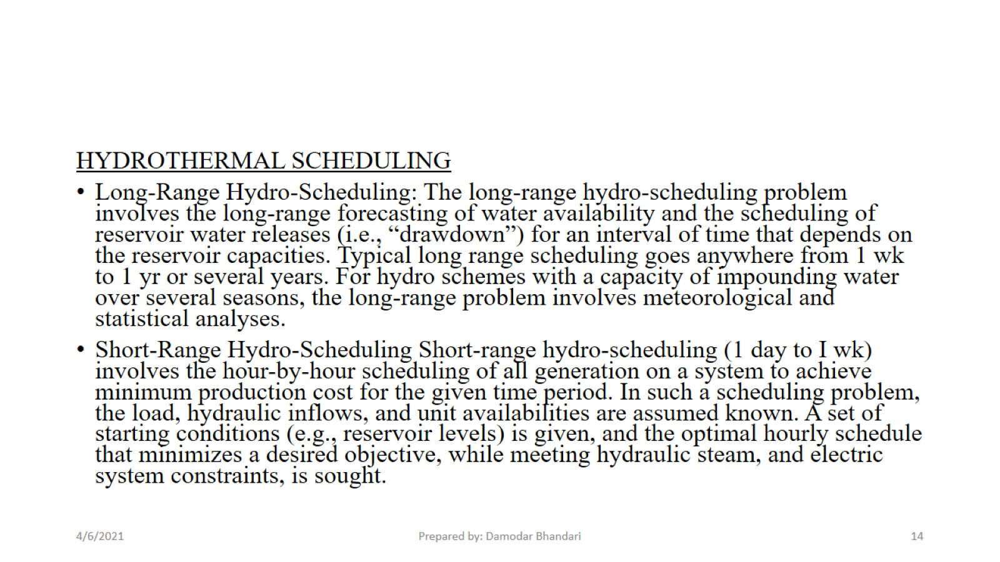 HYDROTHERMAL SCHEDULING
• Long-Range Hydro-Scheduling: The long-range hydro-scheduling problem
involves the long-range forecasting of water availability and the scheduling of
reservoir water releases (i.e., “drawdown”) for an interval of time that depends on
the reservoir capacities. Typical long range scheduling goes anywhere from 1 wk
to 1 yr or several years. For hydro schemes with a capacity of impounding water
over several seasons, the long-range problem involves meteorological and
statistical analyses.
• Short-Range Hydro-Scheduling Short-range hydro-scheduling (1 day to I wk)
involves the hour-by-hour scheduling of all generation on a system to achieve
minimum production cost for the given time period. In such a scheduling problem,
the load, hydraulic inflows, and unit availabilities are assumed known. A set of
starting conditions (e.g., reservoir levels) is given, and the optimal hourly schedule
that minimizes a desired objective, while meeting hydraulic steam, and electric
system constraints, is sought.
4/6/2021
Prepared by: Damodar Bhandari
14